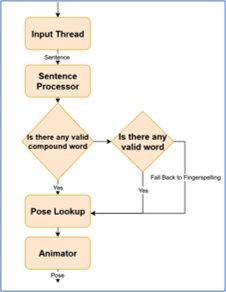 Input Thread
Sentence
Sentence
Processor
Is there any valid
compound word
Is there any
valid word
Fall Back to Fingerspelling
Yes
Yes
Pose Lookup
Animator
Pose